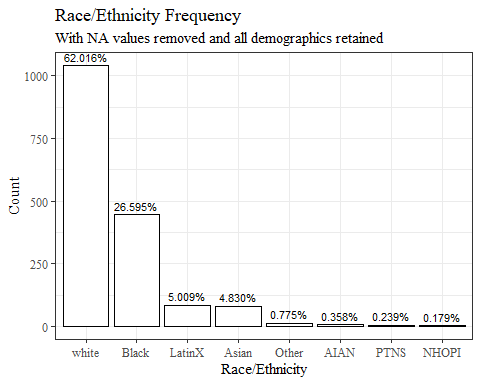 Race/Ethnicity Frequency
With NA values removed and all demographics retained
Count
1000
750
500
250
0
62.016%
26.595%
5.009%
4.830%
0.775%
0.358%
0.239%
0.179%
white
Black
LatinX
Asian
Other
AIAN
PTNS
NHOPI
Race/Ethnicity